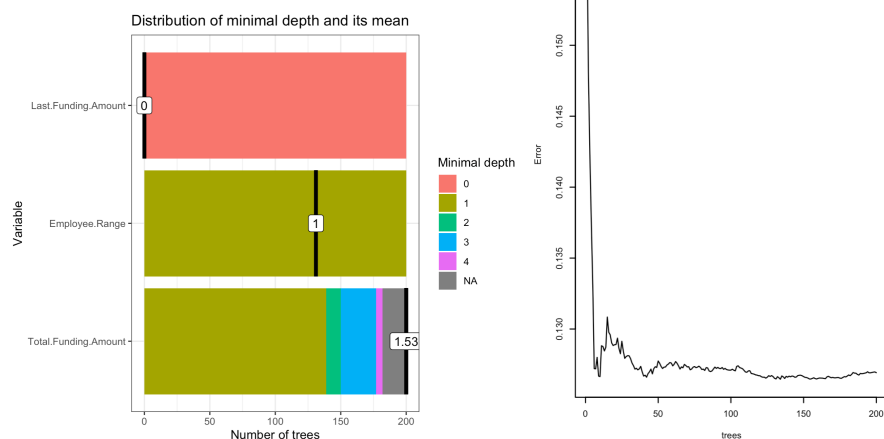 Distribution of minimal depth and its mean
Variable
Last.Funding.Amount
Employee.Range
Total.Funding.Amount
0
1
1.53
0 50 100 150 200
Number of trees
Minimal depth
0
1
2
3
4
NA
Error
0.150
0.145
0.140
0.135
0.130
0 50 100 150 200
trees